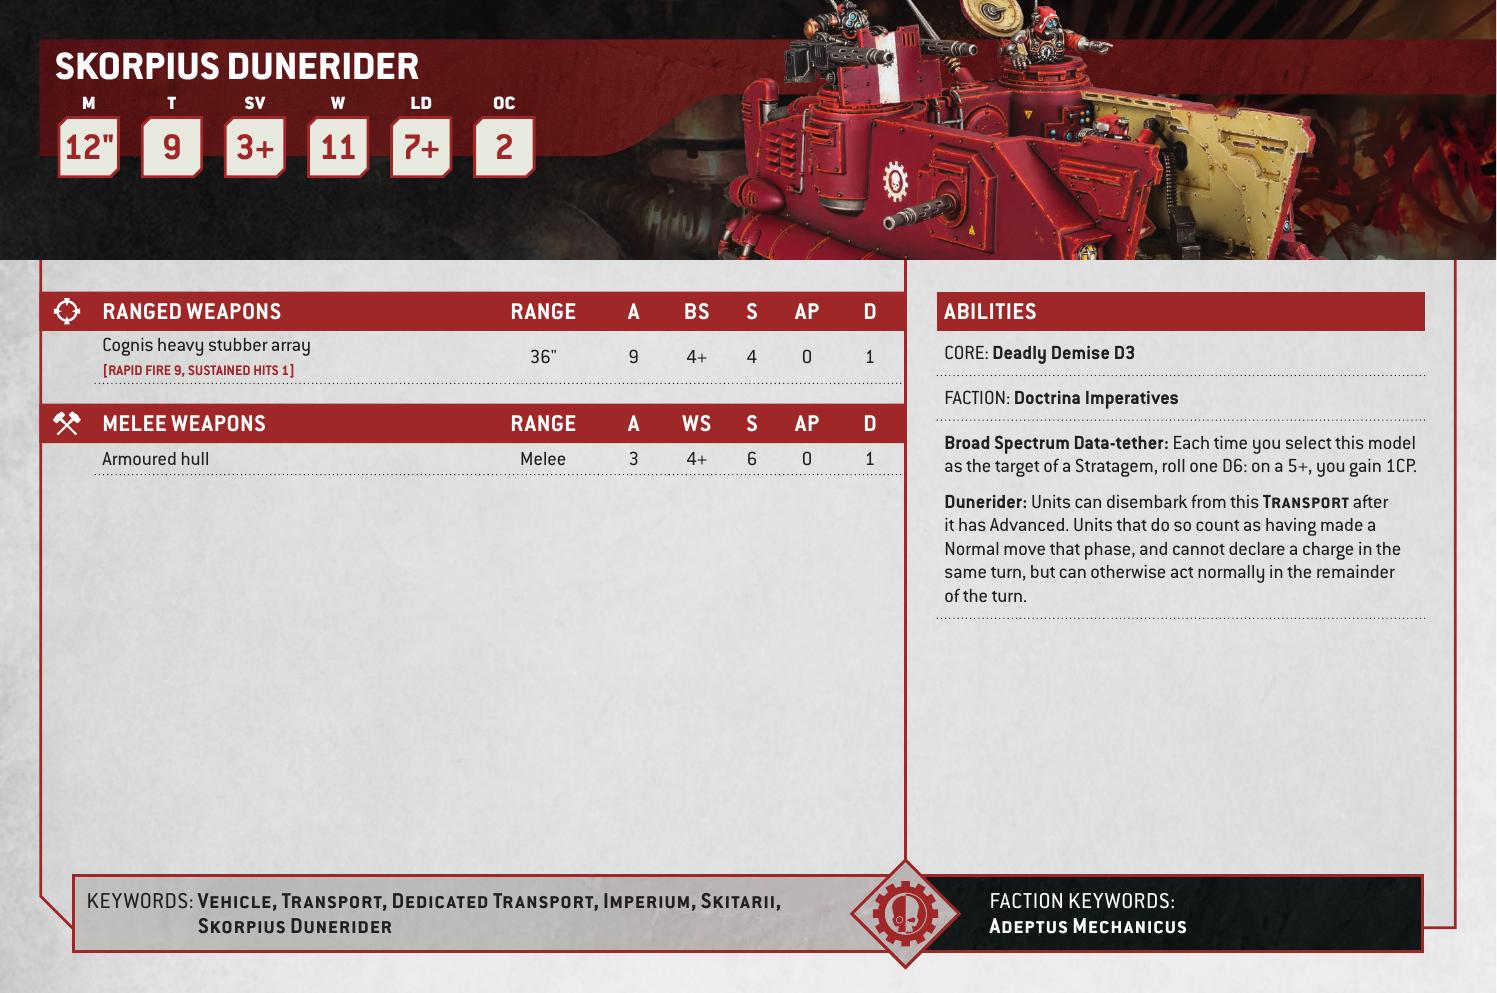 SKORPIUS DUNERIDER
M T SV W LD OC
12" 9 3+ 11 7+ 2
RANGED WEAPONS RANGE A BS S AP D
Cognis heavy stubber array 36" 9 4+ 4 0 1
[RAPID FIRE 9, SUSTAINED HITS 1]
MELEE WEAPONS RANGE A WS S AP D
Armoured hull Melee 3 4+ 6 0 1
ABILITIES
CORE: Deadly Demise D3
FACTION: Doctrina Imperatives
Broad Spectrum Data-tether: Each time you select this model
as the target of a Stratagem, roll one D6: on a 5+, you gain 1CP.
Dunerider: Units can disembark from this TRANSPORT after
it has Advanced. Units that do so count as having made a
Normal move that phase, and cannot declare a charge in the
same turn, but can otherwise act normally in the remainder
of the turn.
KEYWORDS: VEHICLE, TRANSPORT, DEDICATED TRANSPORT, IMPERIUM, SKITARII,
SKORPIUS DUNERIDER
FACTION KEYWORDS:
ADEPTUS MECHANICUS